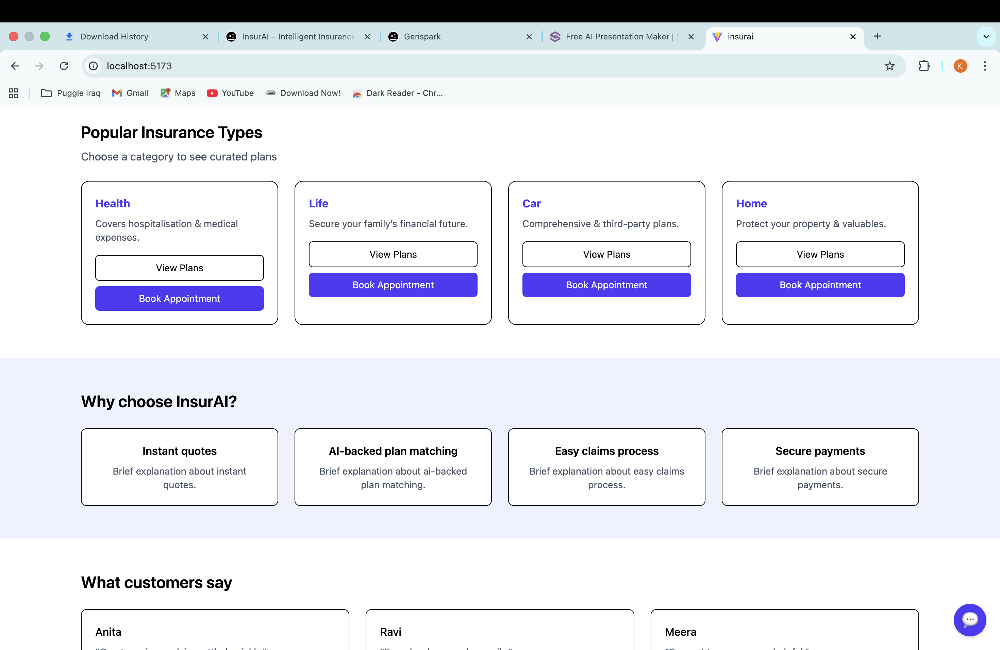 Download History
InsurAI – Intelligent Insurance
Genspark
Free AI Presentation Maker |
insurai
localhost:5173
K.
Puggle iraq
Gmail
Maps
YouTube
Download Now!
Dark Reader - Chr...
Popular Insurance Types
Choose a category to see curated plans
Health
Covers hospitalisation & medical
expenses.
View Plans
Book Appointment
Life
Secure your family’s financial future.
View Plans
Book Appointment
Car
Comprehensive & third-party plans.
View Plans
Book Appointment
Home
Protect your property & valuables.
View Plans
Book Appointment
Why choose InsurAI?
Instant quotes
Brief explanation about instant
quotes.
AI-backed plan matching
Brief explanation about ai-backed
plan matching.
Easy claims process
Brief explanation about easy claims
process.
Secure payments
Brief explanation about secure
payments.
What customers say
Anita
Ravi
Meera